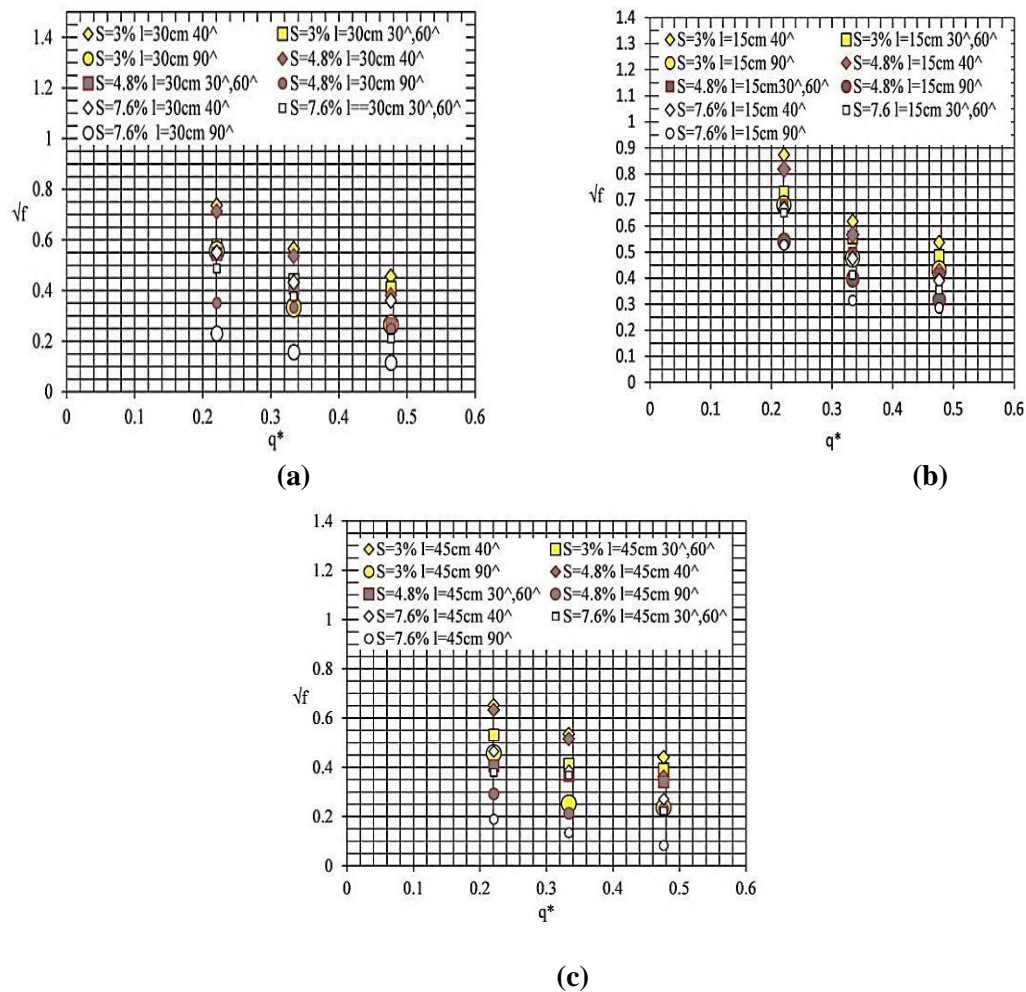 1.4
1.2
1
0.8
0.6
0.4
0.2
0
√f
S=3% l=30cm 40^
S=3% l=30cm 30^,60^
S=3% l=30cm 90^
S=4.8% l=30cm 40^
S=4.8% l=30cm 30^,60^
S=4.8% l=30cm 90^
S=7.6% l=30cm 40^
S=7.6% l==30cm 30^,60^
S=7.6% l=30cm 90^
0 0.1 0.2 0.3 0.4 0.5 0.6
q*
(a)
1.4
1.3
1.2
1.1
1
0.9
0.8
0.7
0.6
0.5
0.4
0.3
0.2
0.1
0
√f
S=3% l=15cm 40^
S=3% l=15cm 30^,60^
S=3% l=15cm 90^
S=4.8% l=15cm 40^
S=4.8% l=15cm30^,60^
S=4.8% l=15cm 90^
S=7.6% l=15cm 40^
S=7.6 l=15cm 30^,60^
S=7.6% l=15cm 90^
0 0.1 0.2 0.3 0.4 0.5 0.6
q*
(b)
1.4
1.2
1
0.8
0.6
0.4
0.2
0
√f
S=3% l=45cm 40^
S=3% l=45cm 30^,60^
S=3% l=45cm 90^
S=4.8% l=45cm 40^
S=4.8% l=45cm 30^,60^
S=4.8% l=45cm 90^
S=7.6% l=45cm 40^
S=7.6% l=45cm 30^,60^
S=7.6% l=45cm 90^
0 0.1 0.2 0.3 0.4 0.5 0.6
q*
(c)